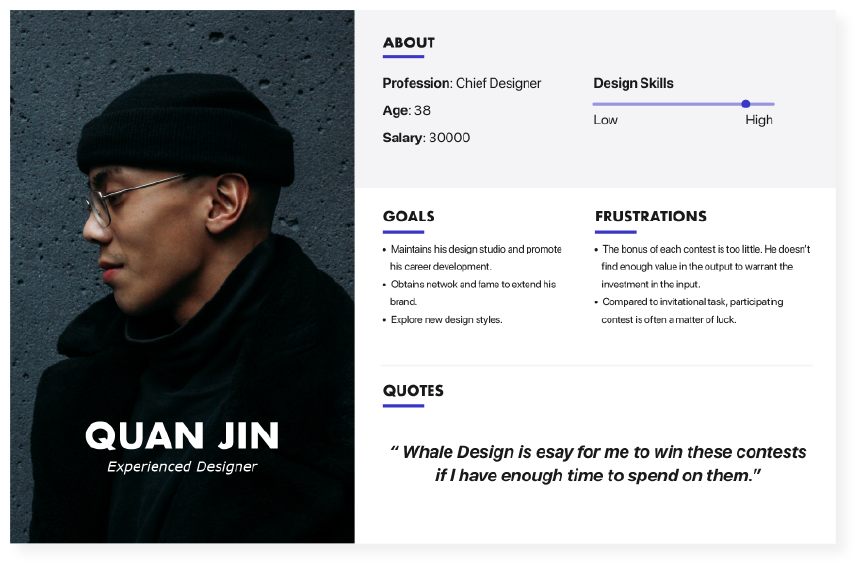 ABOUT
Profession: Chief Designer
Age: 38
Salary: 30000
Design Skills
Low High
GOALS
• Maintains his design studio and promote
his career development.
• Obtains netwok and fame to extend his
brand.
• Explore new design styles.
FRUSTRATIONS
• The bonus of each contest is too little. He doesn't
find enough value in the output to warrant the
investment in the input.
• Compared to invitational task, participating
contest is often a matter of luck.
QUOTES
“ Whale Design is esay for me to win these contests
if I have enough time to spend on them.”
QUAN JIN
Experienced Designer